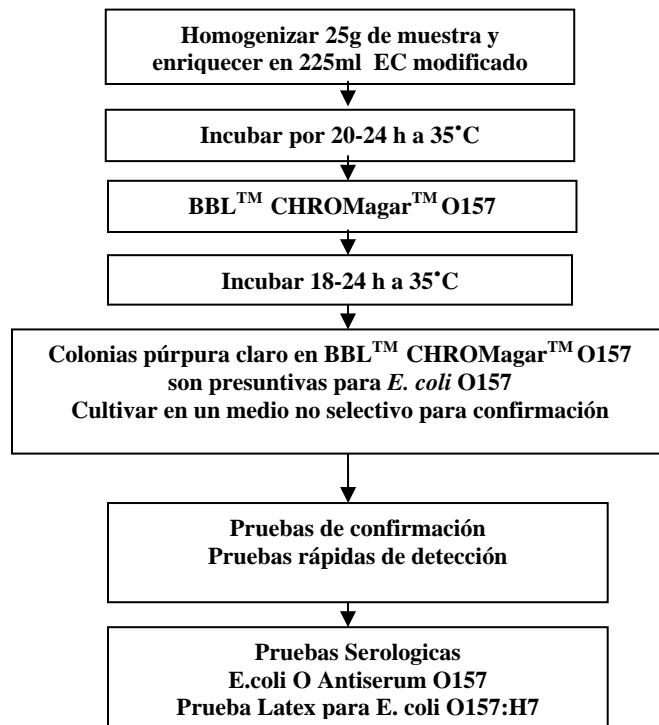 Homogenizar 25g de muestra y
enriquecer en 225ml EC modificado
Incubar por 20-24 h a 35°C
BBL™ CHROMagar™ O157
Incubar 18-24 h a 35°C
Colonias púrpura claro en BBL™ CHROMagar™ O157
son presuntivas para E. coli O157
Cultivar en un medio no selectivo para confirmación
Pruebas de confirmación
Pruebas rápidas de detección
Pruebas Serologicas
E.coli O Antiserum O157
Prueba Latex para E. coli O157:H7